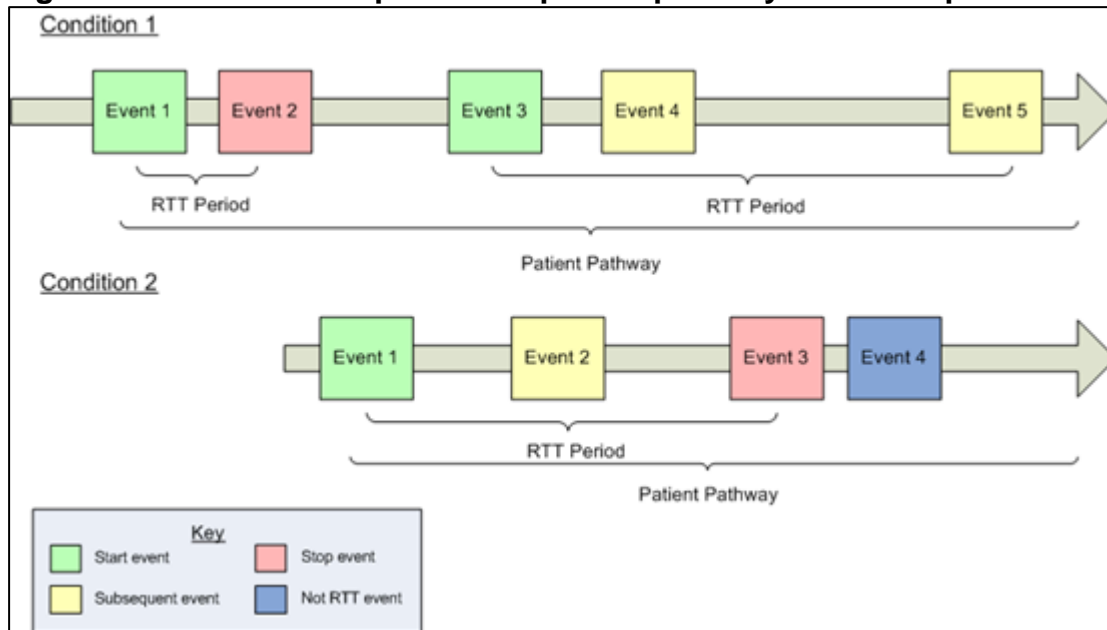 Condition 1
Event 1 Event 2 Event 3 Event 4 Event 5
RTT Period RTT Period
Patient Pathway
Condition 2
Event 1 Event 2 Event 3 Event 4
RTT Period
Patient Pathway
Key
Start event Stop event
Subsequent event Not RTT event